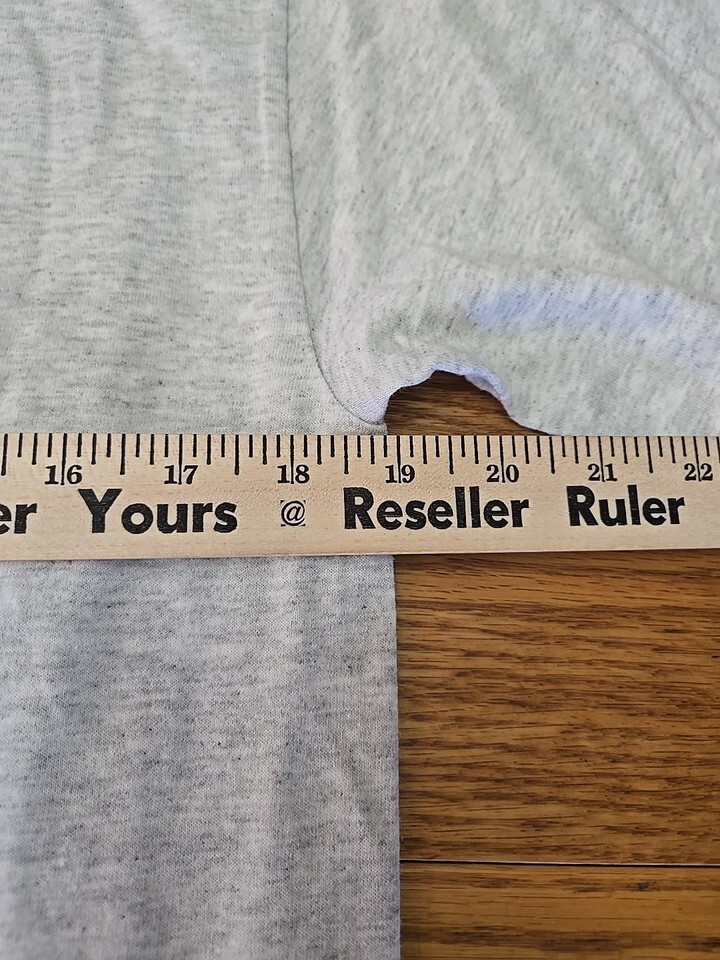 16 17 18 19 20 21 22
er Yours @ Reseller Ruler